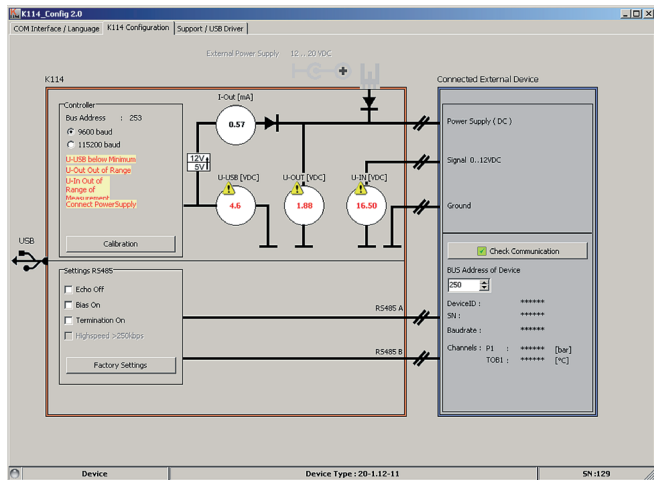 K114_Config 2.0
COM Interface / Language
K114 Configuration
Support / USB Driver
External Power Supply 12 .. 20 VDC
K114
Connected External Device
Controller
Bus Address : 253
9600 baud
115200 baud
U-USB below Minimum
U-Out Out of Range
U-In Out of
Range of
Measurement
Connect PowerSupply
Calibration
I-Out [mA]
0.57
12V
5V
U-USB [VDC]
4.6
U-OUT [VDC]
1.88
U-IN [VDC]
16.50
Power Supply ( DC )
Signal 0..12VDC
Ground
USB
Settings RS485
Echo Off
Bias On
Termination On
Highspeed >250kbps
Factory Settings
RS485 A
RS485 B
Check Communication
BUS Address of Device
250
DeviceID : ******
SN : ******
Baudrate : ******
Channels : P1 : ****** [bar]
TOB1 : ****** [°C]
Device
Device Type : 20-1.12-11
SN :129